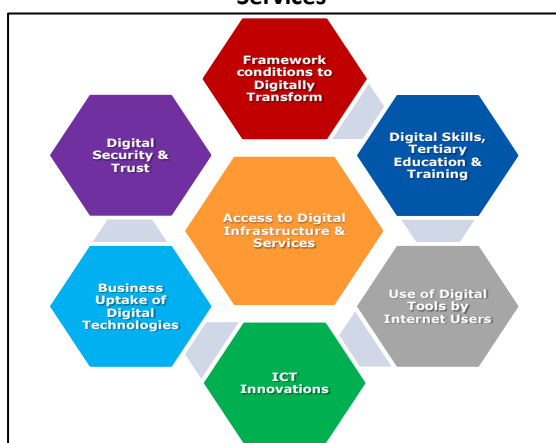 Services
Framework
conditions to
Digitally
Transform
Digital
Security &
Trust
Digital Skills,
Tertiary
Education &
Training
Access to Digital
Infrastructure &
Services
Business
Uptake of
Digital
Technologies
Use of Digital
Tools by
Internet Users
ICT
Innovations